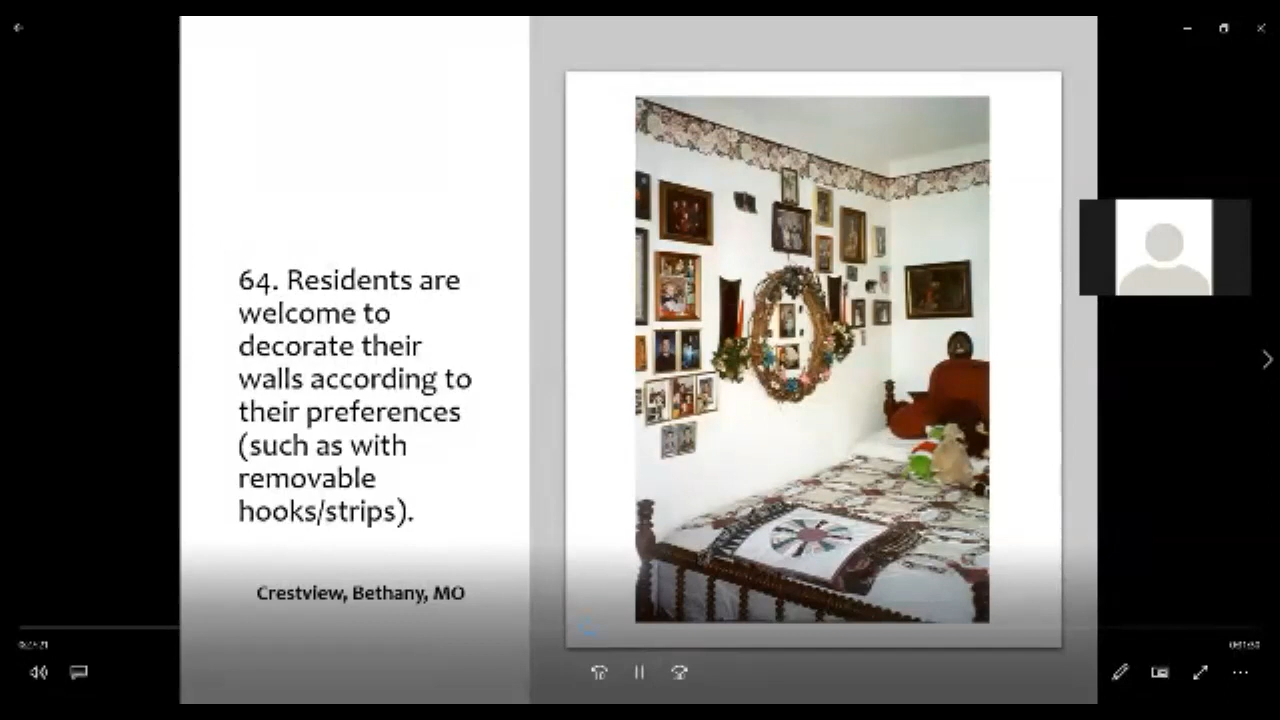 64. Residents are
welcome to
decorate their
walls according to
their preferences
(such as with
removable
hooks/strips).
Crestview, Bethany, MO